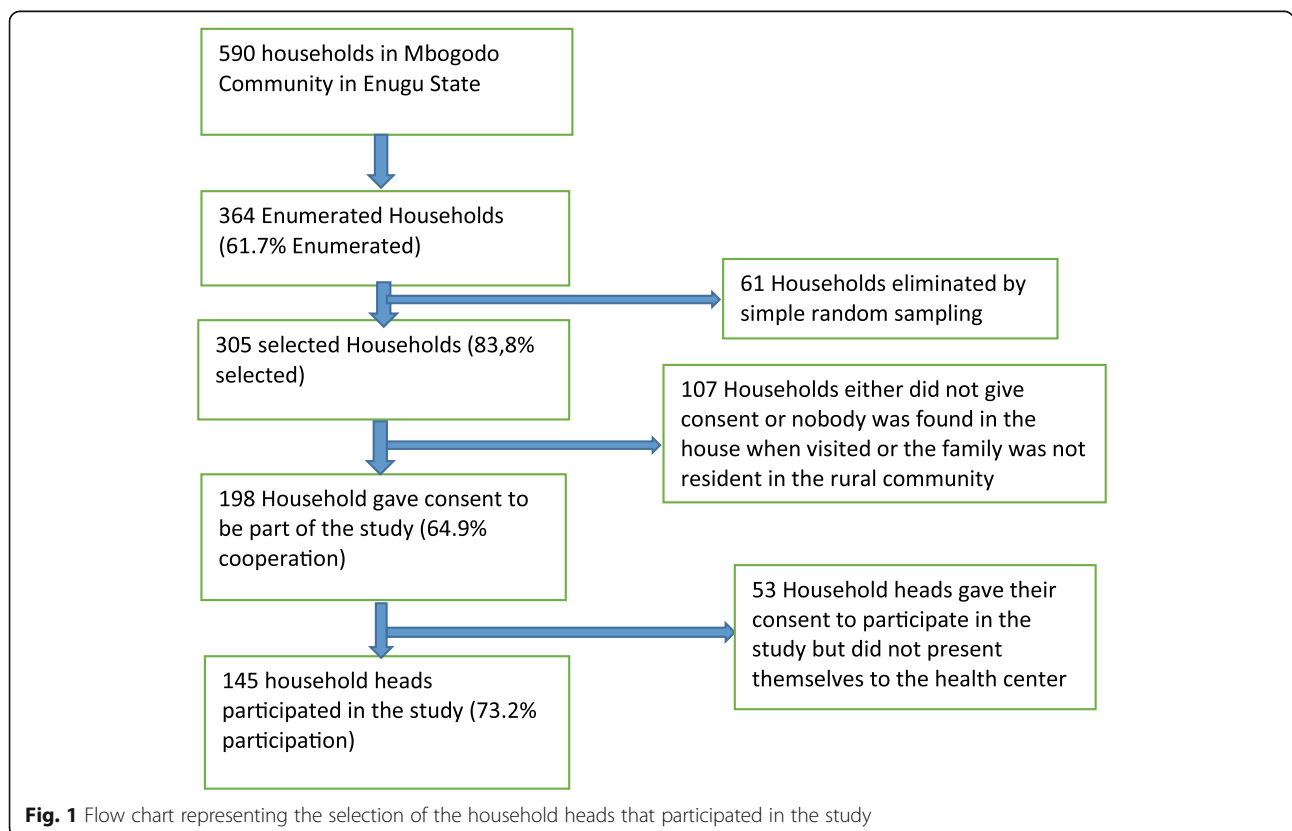 590 households in Mbogodo
Community in Enugu State
364 Enumerated Households
(61.7% Enumerated)
61 Households eliminated by
simple random sampling
305 selected Households (83,8%
selected)
107 Households either did not give
consent or nobody was found in the
house when visited or the family was not
resident in the rural community
198 Household gave consent to
be part of the study (64.9%
cooperation)
53 Household heads gave their
consent to participate in the
study but did not present
themselves to the health center
145 household heads
participated in the study (73.2%
participation)
Fig. 1 Flow chart representing the selection of the household heads that participated in the study